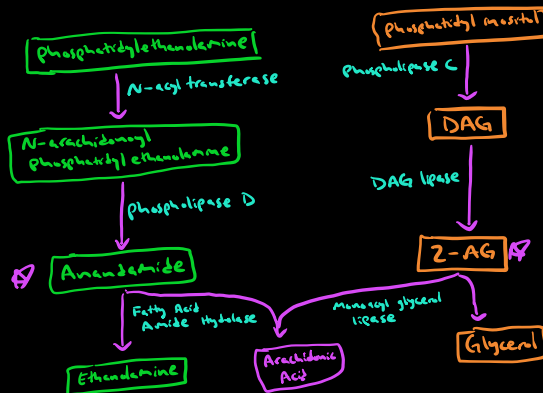 phosphatidylethanolamine
N-acyl transferase
N-arachidonoyl
phosphatidyl ethanolamine
phospholipase D
Anandamide
Fatty Acid
Amide Hydrolase
Ethanolamine
Arachidonic
Acid
phosphatidyl inositol
phospholipase C
DAG
DAG lipase
2-AG
Monoacyl glycerol
lipase
Glycerol